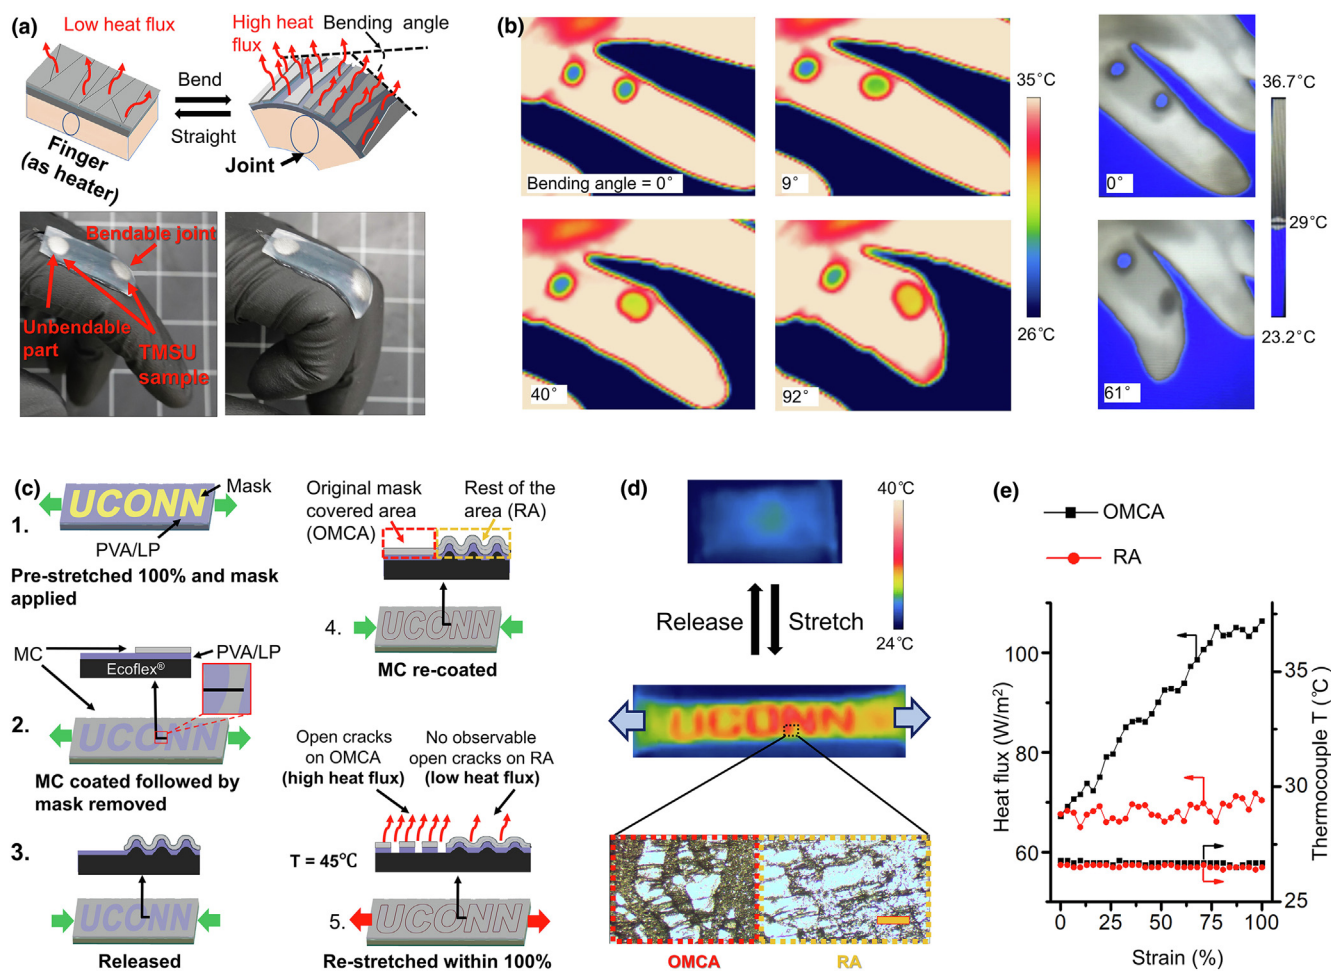 (a)
Low heat flux
High heat
flux
Bending angle
Bend
Straight
Finger
(as heater)
Joint
Bendable joint
Unbendable
part
TMSU
sample
(b)
Bending angle = 0°
9°
40°
92°
35°C
26°C
0°
61°
36.7°C
29°C
23.2°C
(c)
1.
UCONN
Mask
PVA/LP
Pre-stretched 100% and mask
applied
MC
PVA/LP
Ecoflex®
2.
UCONN
MC coated followed by
mask removed
3.
UCONN
Released
Original mask
covered area
(OMCA)
Rest of the
area (RA)
4.
UCONN
MC re-coated
Open cracks
on OMCA
(high heat flux)
No observable
open cracks on RA
(low heat flux)
T = 45℃
5.
UCONN
Re-stretched within 100%
(d)
40℃
24℃
Release
Stretch
UCONN
OMCA
RA
(e)
OMCA
RA
Heat flux (W/m²)
100
80
60
Thermocouple T (°C)
35
30
25
0
25
50
75
100
Strain (%)